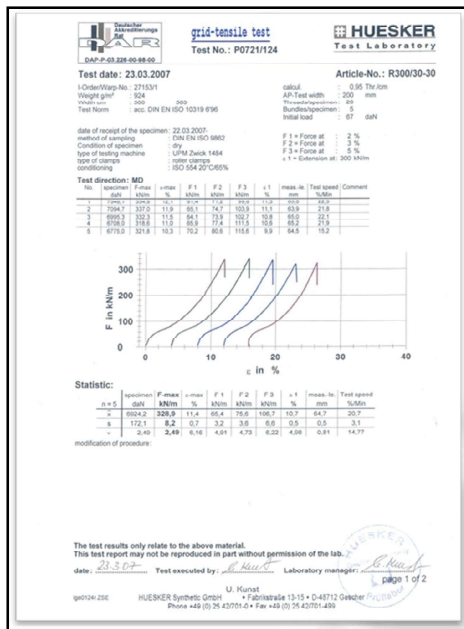 Deutscher
Akkreditierungs
Rat
DAP-P-03.226-00-98-00
grid-tensile test
Test No.: P0721/124
HUESKER
Test Laboratory
Test date: 23.03.2007
Article-No.: R300/30-30
I-Order/Warp-No.: 27153/1
Weight g/m² : 924
Test Norm : acc. DIN EN ISO 10319 6'96
calcul. : 0,95 Thr./cm
AP-Test width : 200 mm
Bundles/specimen : 5
Initial load : 67 daN
date of receipt of the specimen : 22.03.2007-
method of sampling : DIN EN ISO 9862
Condition of specimen : dry
type of testing machine : UPM Zwick 1484
type of clamps : roller clamps
conditioning : ISO 554 20°C/65%
F 1 = Force at : 2 %
F 2 = Force at : 3 %
F 3 = Force at : 5 %
ε 1 = Extension at: 300 kN/m
Test direction: MD
No. specimen F-max ε-max F 1 F 2 F 3 ε 1 meas.-le. Test speed Comment
daN kN/m % kN/m kN/m kN/m % mm %/Min
2 7094,7 337,0 11,9 65,1 74,7 103,9 11,1 63,9 21,8
3 6995,3 332,3 11,5 64,1 73,9 102,7 10,8 65,0 22,1
4 6708,0 318,6 11,0 65,9 77,4 111,5 10,6 65,2 21,9
5 6775,0 321,8 10,3 70,2 80,6 115,6 9,9 64,5 15,2
F in kN/m
300
200
100
0
0 10 20 30 40
ε in %
Statistic:
specimen F-max ε-max F 1 F 2 F 3 ε 1 meas.-le. Test speed
n = 5 daN kN/m % kN/m kN/m kN/m % mm %/Min
x 6924,2 328,9 11,4 65,4 75,6 106,7 10,7 64,7 20,7
s 172,1 8,2 0,7 3,2 3,6 6,6 0,5 0,5 3,1
v 2,49 2,49 6,16 4,91 4,73 6,22 4,98 0,81 14,77
modification of procedure:
The test results only relate to the above material.
This test report may not be reproduced in part without permission of the lab.
date: 23.3.07 Test executed by: Laboratory manager:
HUESKER
Prüflabor
page 1 of 2
U. Kunst
HUESKER Synthetic GmbH • Fabrikstraße 13-15 • D-48712 Gescher
Phone +49 (0) 25 42/701-0 • Fax +49 (0) 25 42/701-499